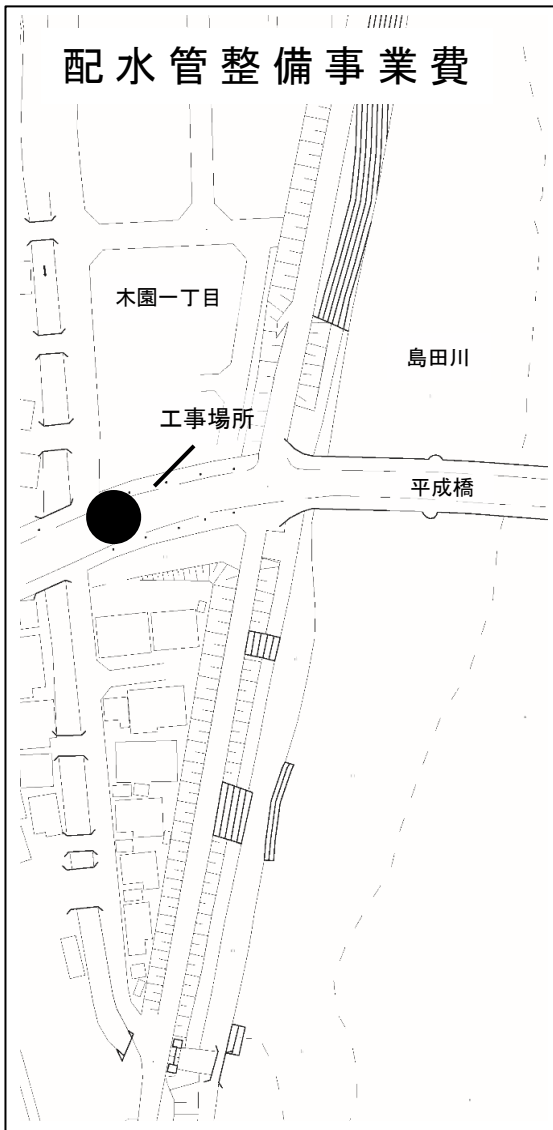 配水管整備事業費
木園一丁目
島田川
工事場所
平成橋